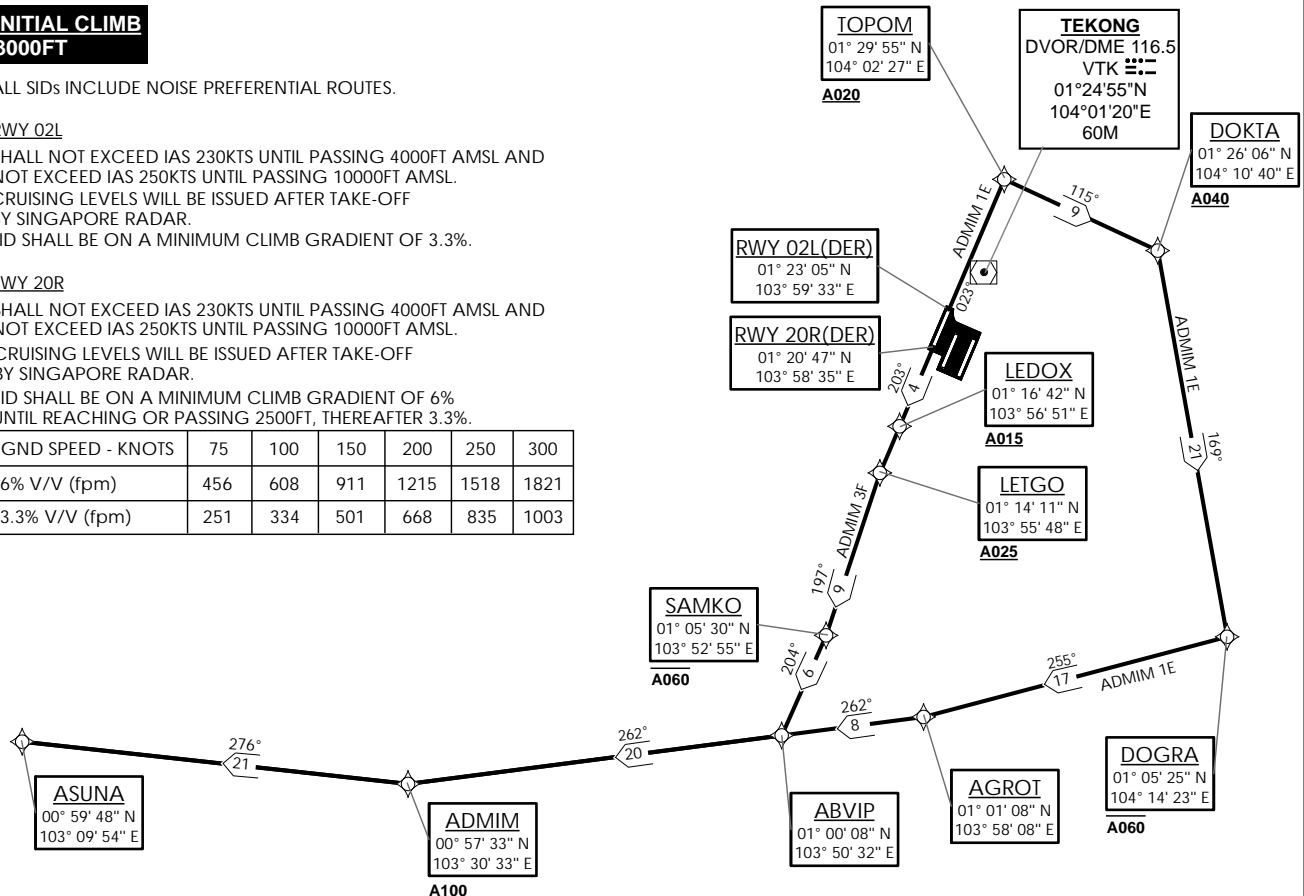 NITIAL CLIMB
3000FT
ALL SIDs INCLUDE NOISE PREFERENTIAL ROUTES.
RWY 02L
SHALL NOT EXCEED IAS 230KTS UNTIL PASSING 4000FT AMSL AND
NOT EXCEED IAS 250KTS UNTIL PASSING 10000FT AMSL.
CRUISING LEVELS WILL BE ISSUED AFTER TAKE-OFF
BY SINGAPORE RADAR.
ID SHALL BE ON A MINIMUM CLIMB GRADIENT OF 3.3%.
RWY 20R
SHALL NOT EXCEED IAS 230KTS UNTIL PASSING 4000FT AMSL AND
NOT EXCEED IAS 250KTS UNTIL PASSING 10000FT AMSL.
CRUISING LEVELS WILL BE ISSUED AFTER TAKE-OFF
BY SINGAPORE RADAR.
ID SHALL BE ON A MINIMUM CLIMB GRADIENT OF 6%
UNTIL REACHING OR PASSING 2500FT, THEREAFTER 3.3%.
GND SPEED - KNOTS 75 100 150 200 250 300
6% V/V (fpm) 456 608 911 1215 1518 1821
3.3% V/V (fpm) 251 334 501 668 835 1003
TOPOM
01° 29' 55" N
104° 02' 27" E
A020
TEKONG
DVOR/DME 116.5
VTK
01°24'55"N
104°01'20"E
60M
DOKTA
01° 26' 06" N
104° 10' 40" E
A040
115°
9
ADMIM 1E
023°
RWY 02L(DER)
01° 23' 05" N
103° 59' 33" E
RWY 20R(DER)
01° 20' 47" N
103° 58' 35" E
203°
4
LEDOX
01° 16' 42" N
103° 56' 51" E
A015
ADMIM 1E
169°
21
LETGO
01° 14' 11" N
103° 55' 48" E
A025
ADMIM 3F
197°
9
SAMKO
01° 05' 30" N
103° 52' 55" E
A060
204°
6
255°
17
ADMIM 1E
262°
8
262°
20
276°
21
DOGRA
01° 05' 25" N
104° 14' 23" E
A060
AGROT
01° 01' 08" N
103° 58' 08" E
ABVIP
01° 00' 08" N
103° 50' 32" E
ADMIM
00° 57' 33" N
103° 30' 33" E
A100
ASUNA
00° 59' 48" N
103° 09' 54" E